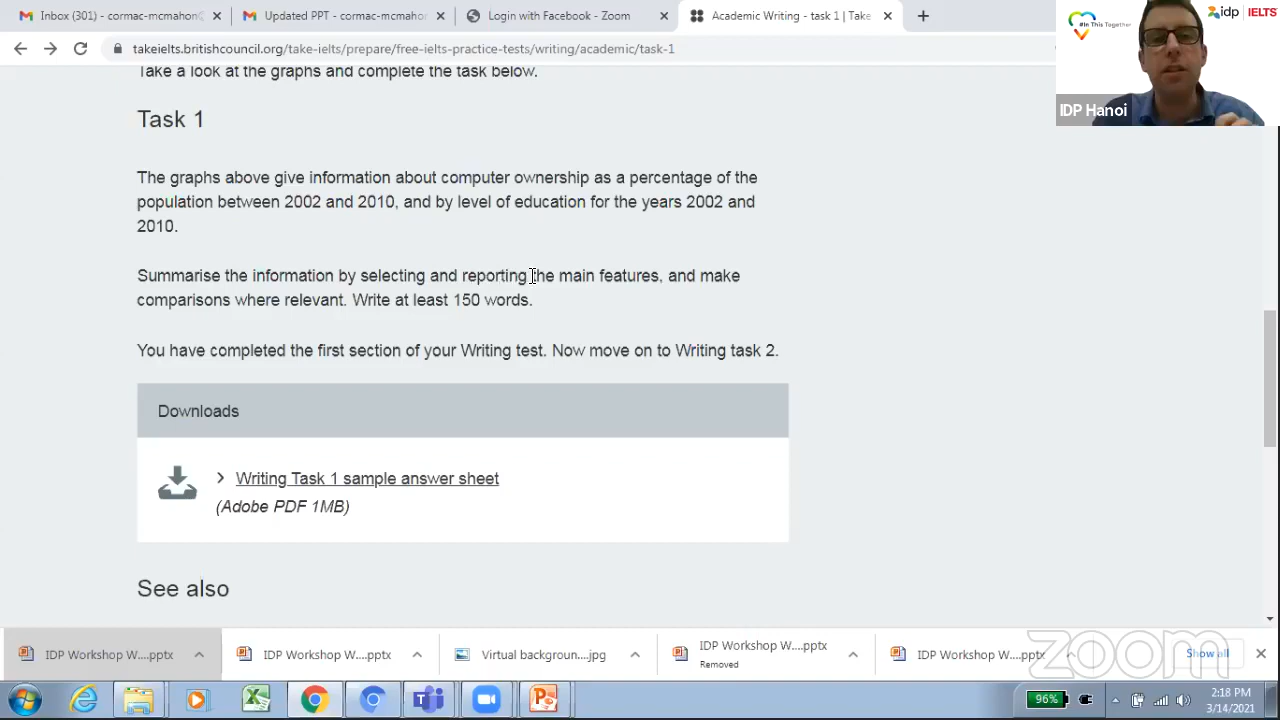 Inbox (301) - cormac-mcmahon@
Updated PPT - cormac-mcmahor
Login with Facebook - Zoom
Academic Writing - task 1 | Take
takeielts.britishcouncil.org/take-ielts/prepare/free-ielts-practice-tests/writing/academic/task-1
#In This Together
idp IELTS
IDP Hanoi
Take a look at the graphs and complete the task below.
Task 1
The graphs above give information about computer ownership as a percentage of the
population between 2002 and 2010, and by level of education for the years 2002 and
2010.
Summarise the information by selecting and reporting the main features, and make
comparisons where relevant. Write at least 150 words.
You have completed the first section of your Writing test. Now move on to Writing task 2.
Downloads
Writing Task 1 sample answer sheet
(Adobe PDF 1MB)
See also
IDP Workshop W....pptx
IDP Workshop W....pptx
Virtual backgroun....jpg
IDP Workshop W....pptx
Removed
IDP Workshop W....pptx
Show all
zoom
96%
2:18 PM
3/14/2021